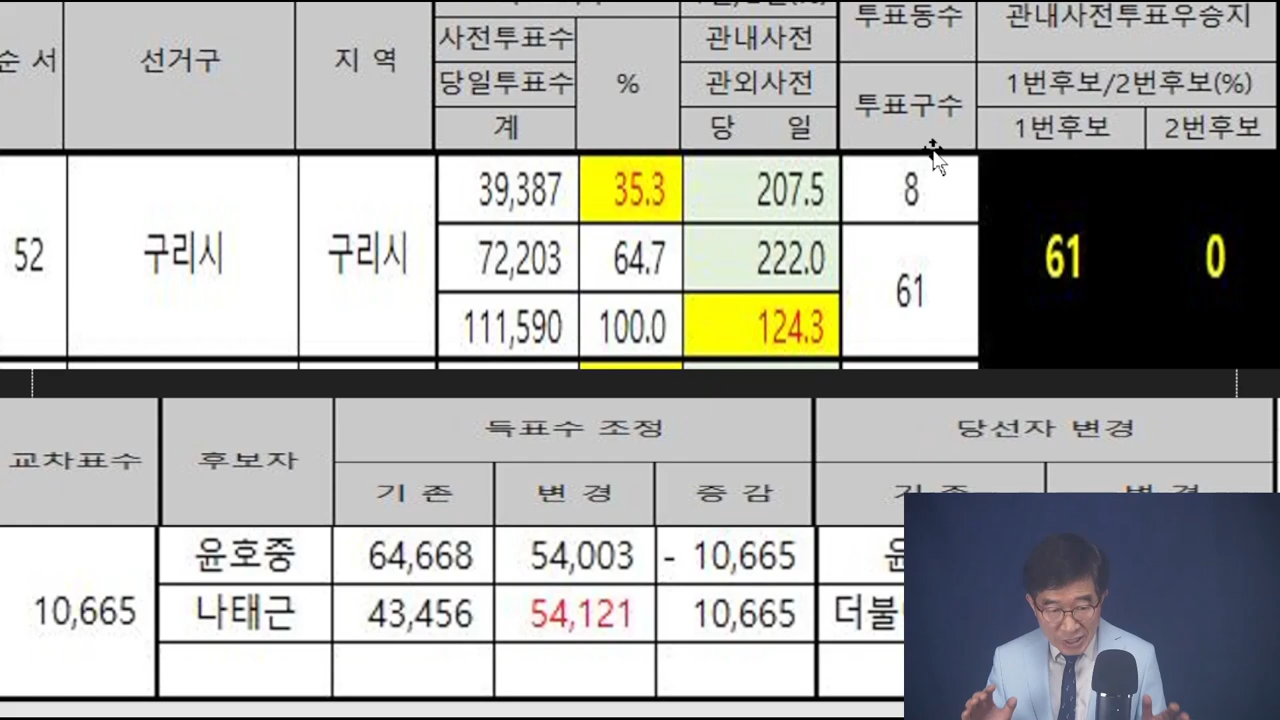 투표동수 관내사전투표우승지
순 서 선거구 지 역 사전투표수 % 관내사전
당일투표수 관외사전 투표구수 1번후보/2번후보(%)
계 당 일 1번후보 2번후보
39,387 35.3 207.5 8
52 구리시 구리시 72,203 64.7 222.0 61 61 0
111,590 100.0 124.3
교차표수 후보자 득표수 조정 당선자 변경
기 존 변 경 증 감
윤호중 64,668 54,003 - 10,665 윤
10,665 나태근 43,456 54,121 10,665 더불